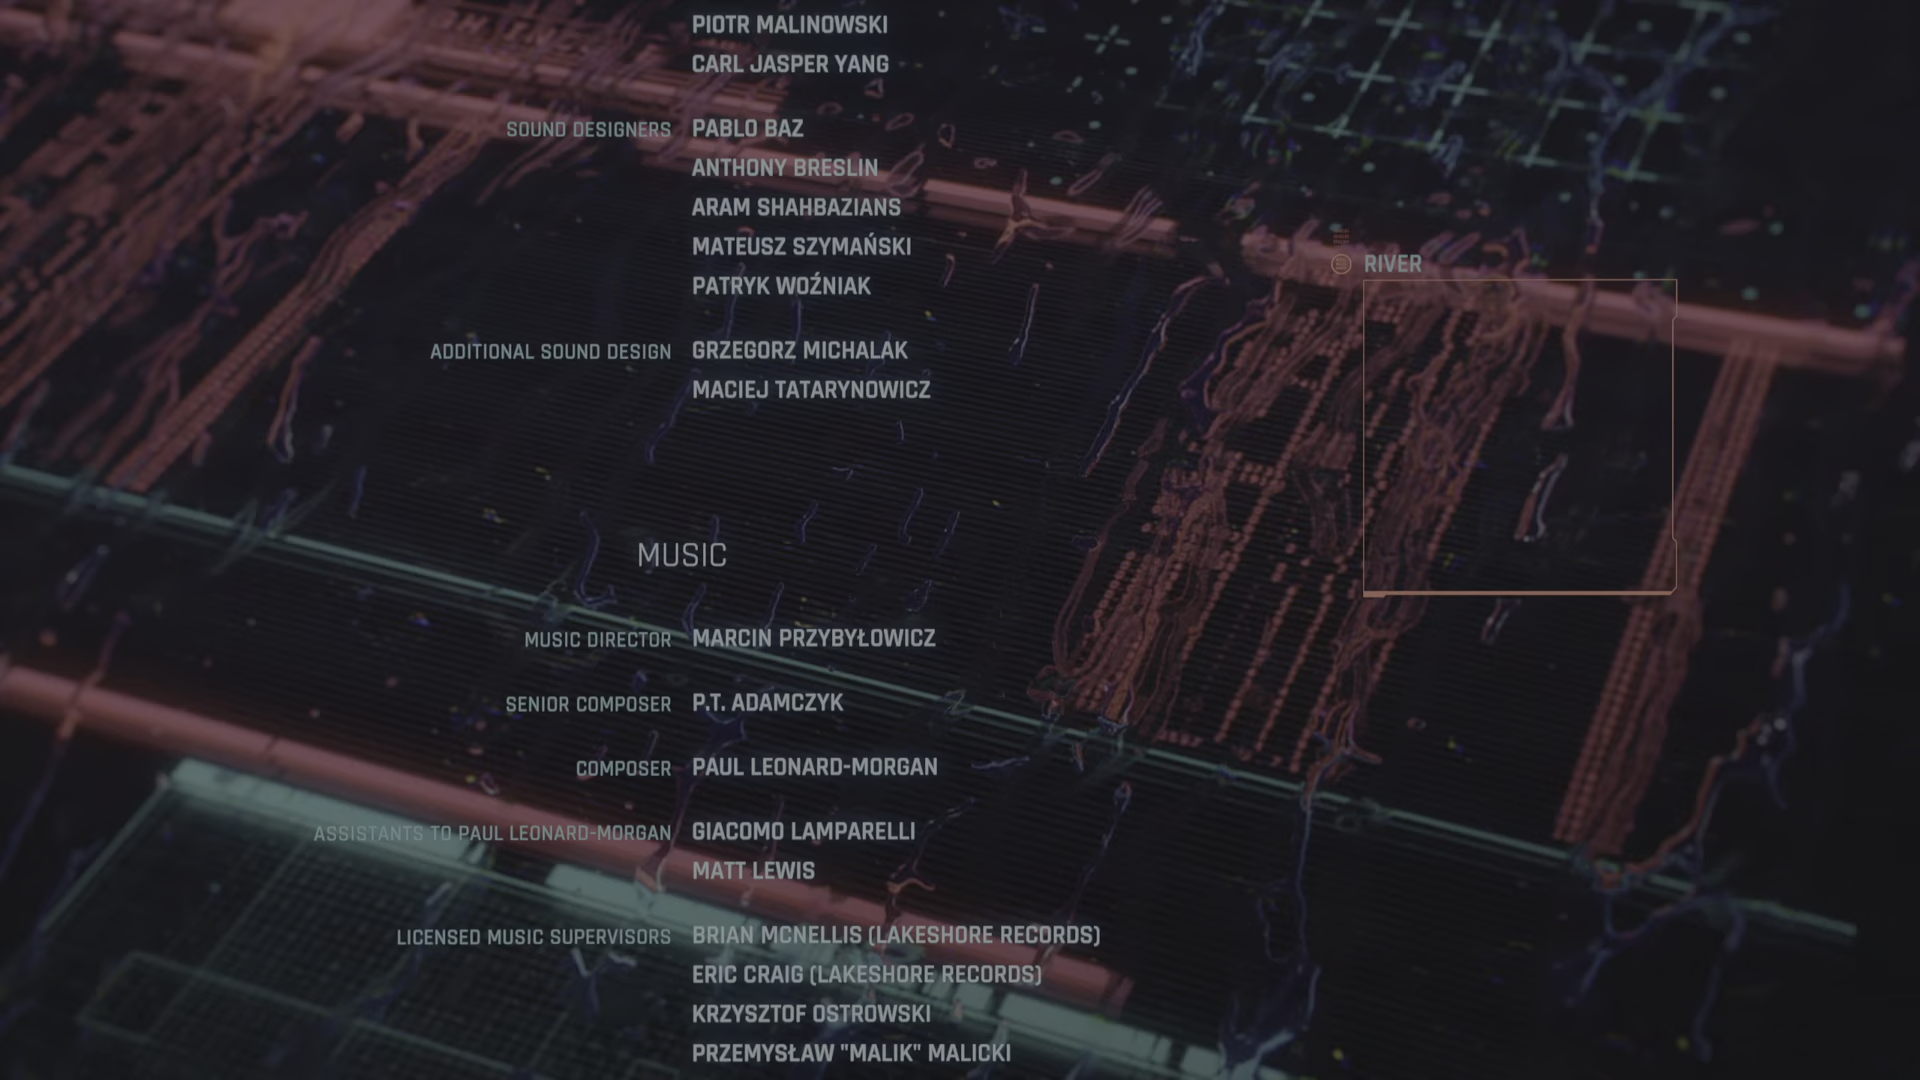 PIOTR MALINOWSKI
CARL JASPER YANG
SOUND DESIGNERS PABLO BAZ
ANTHONY BRESLIN
ARAM SHAHBAZIANS
MATEUSZ SZYMAŃSKI
PATRYK WOŹNIAK
RIVER
ADDITIONAL SOUND DESIGN GRZEGORZ MICHALAK
MACIEJ TATARYNOWICZ
MUSIC
MUSIC DIRECTOR MARCIN PRZYBYŁOWICZ
SENIOR COMPOSER P.T. ADAMCZYK
COMPOSER PAUL LEONARD-MORGAN
ASSISTANTS TO PAUL LEONARD-MORGAN GIACOMO LAMPARELLI
MATT LEWIS
LICENSED MUSIC SUPERVISORS BRIAN MCNELLIS (LAKESHORE RECORDS)
ERIC CRAIG (LAKESHORE RECORDS)
KRZYSZTOF OSTROWSKI
PRZEMYSŁAW "MALIK" MALICKI